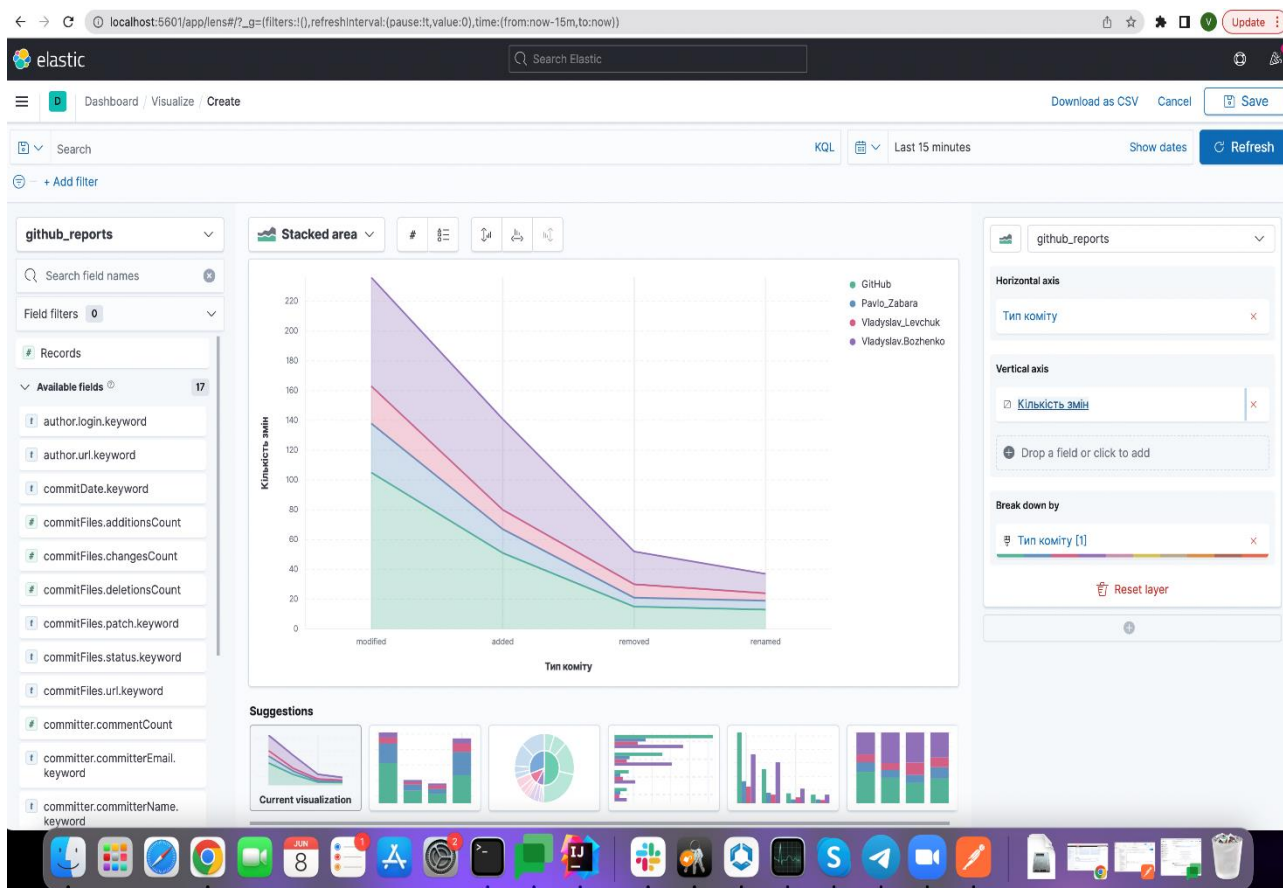 localhost:5601/app/lens#/?_g=(filters:!(),refreshInterval:(pause:!t,value:0),time:(from:now-15m,to:now))
V
Update
elastic
Search Elastic
D
Dashboard / Visualize / Create
Download as CSV
Cancel
Save
Search
KQL
Last 15 minutes
Show dates
Refresh
+ Add filter
github_reports
Search field names
Field filters 0
# Records
Available fields 17
t author.login.keyword
t author.url.keyword
t commitDate.keyword
# commitFiles.additionsCount
# commitFiles.changesCount
# commitFiles.deletionsCount
t commitFiles.patch.keyword
t commitFiles.status.keyword
t commitFiles.url.keyword
# committer.commentCount
t committer.committerEmail.
keyword
t committer.committerName.
keyword
Stacked area
#
Кількість змін
220
200
180
160
140
120
100
80
60
40
20
0
modified
added
removed
renamed
Тип коміту
GitHub
Pavlo_Zabara
Vladyslav_Levchuk
Vladyslav.Bozhenko
Suggestions
Current visualization
github_reports
Horizontal axis
Тип коміту
Vertical axis
Кількість змін
Drop a field or click to add
Break down by
Тип коміту [1]
Reset layer
JUN
8
1
2
IJ
S